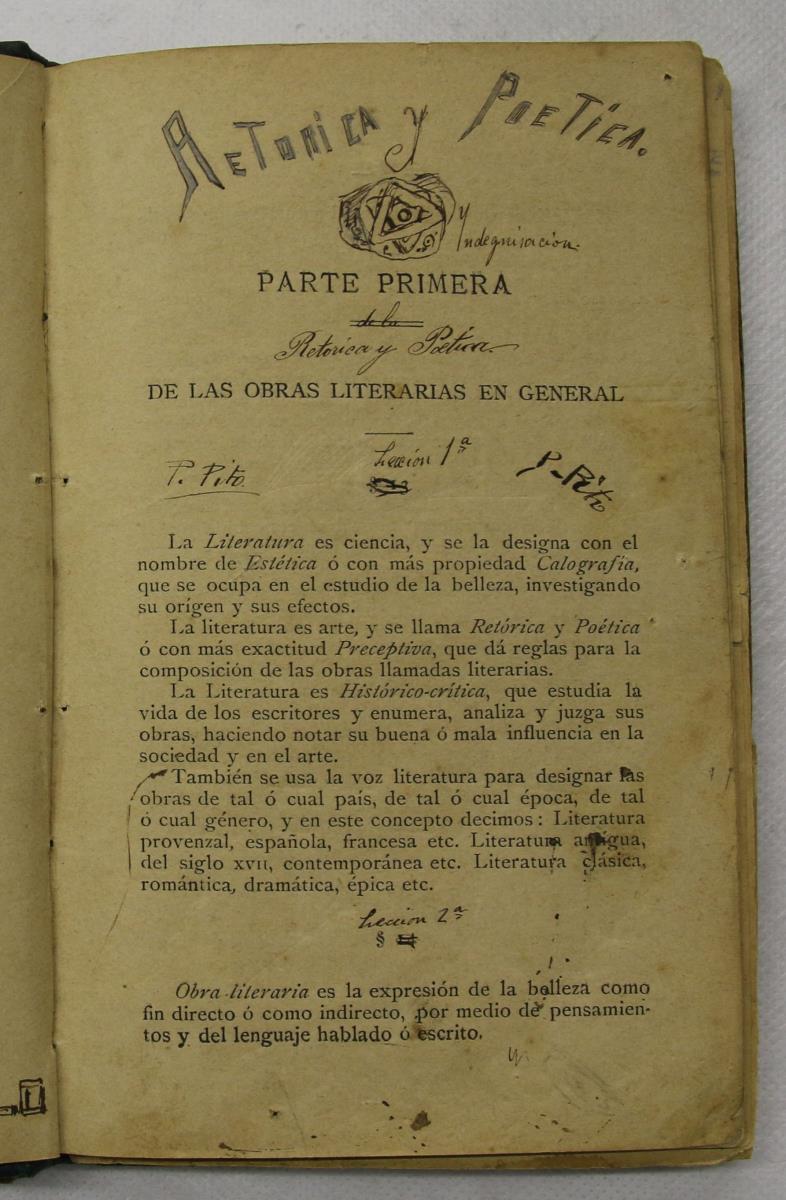 Retorica y Poetica.
y
PARTE PRIMERA
de la
Retorica y Poetica.
DE LAS OBRAS LITERARIAS EN GENERAL
Lección 1ª
P. Pito
P. Pito
La Literatura es ciencia, y se la designa con el
nombre de Estética ó con más propiedad Calografía,
que se ocupa en el estudio de la belleza, investigando
su orígen y sus efectos.
La literatura es arte, y se llama Retórica y Poética
ó con más exactitud Preceptiva, que dá reglas para la
composición de las obras llamadas literarias.
La Literatura es Histórico-crítica, que estudia la
vida de los escritores y enumera, analiza y juzga sus
obras, haciendo notar su buena ó mala influencia en la
sociedad y en el arte.
También se usa la voz literatura para designar las
obras de tal ó cual país, de tal ó cual época, de tal
ó cual género, y en este concepto decimos: Literatura
provenzal, española, francesa etc. Literatura antigua,
del siglo XVII, contemporánea etc. Literatura clásica,
romántica, dramática, épica etc.
Lección 2ª
§
Obra literaria es la expresión de la belleza como
fin directo ó como indirecto, por medio de pensamien-
tos y del lenguaje hablado ó escrito.